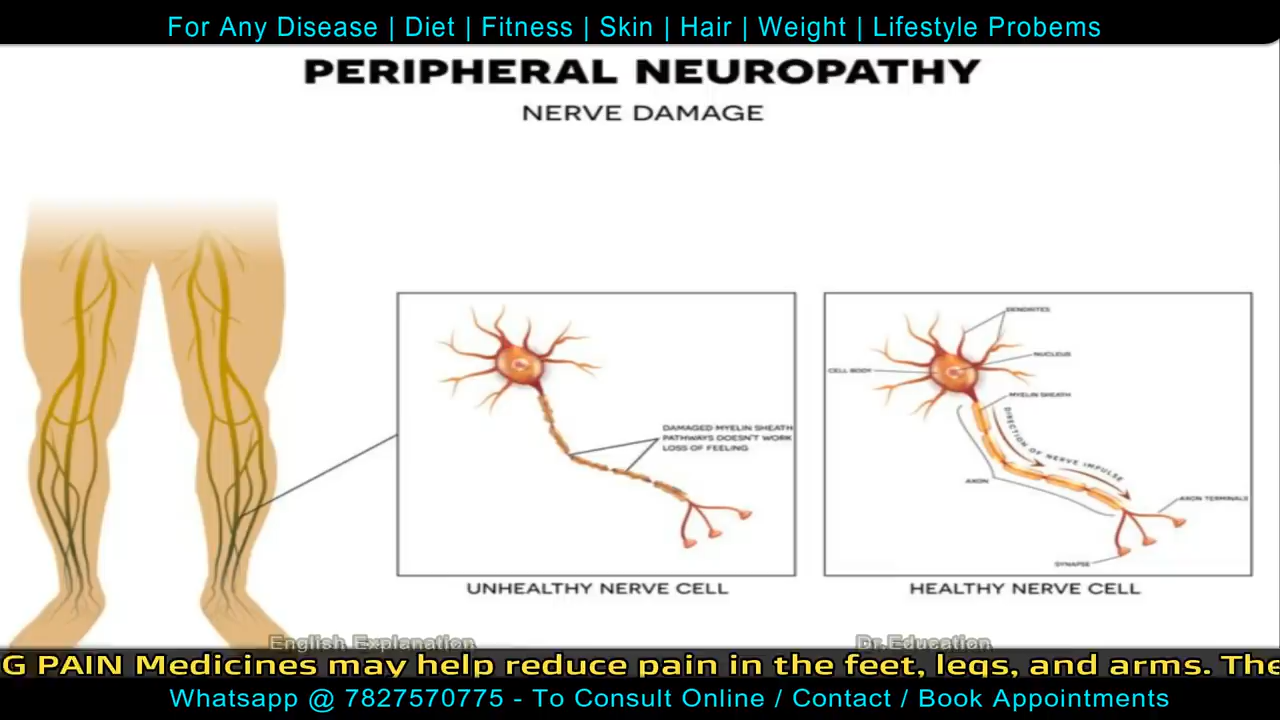 For Any Disease | Diet | Fitness | Skin | Hair | Weight | Lifestyle Probems
PERIPHERAL NEUROPATHY
NERVE DAMAGE
DAMAGED MYELIN SHEATH
PATHWAYS DOESN'T WORK
LOSS OF FEELING
UNHEALTHY NERVE CELL
DENDRITES
NUCLEUS
CELL BODY
MYELIN SHEATH
DIRECTION OF NERVE IMPULSE
AXON
AXON TERMINALS
SYNAPSE
HEALTHY NERVE CELL
English Explanation
Dr.Education
G PAIN Medicines may help reduce pain in the feet, legs, and arms. The
Whatsapp @ 7827570775 - To Consult Online / Contact / Book Appointments